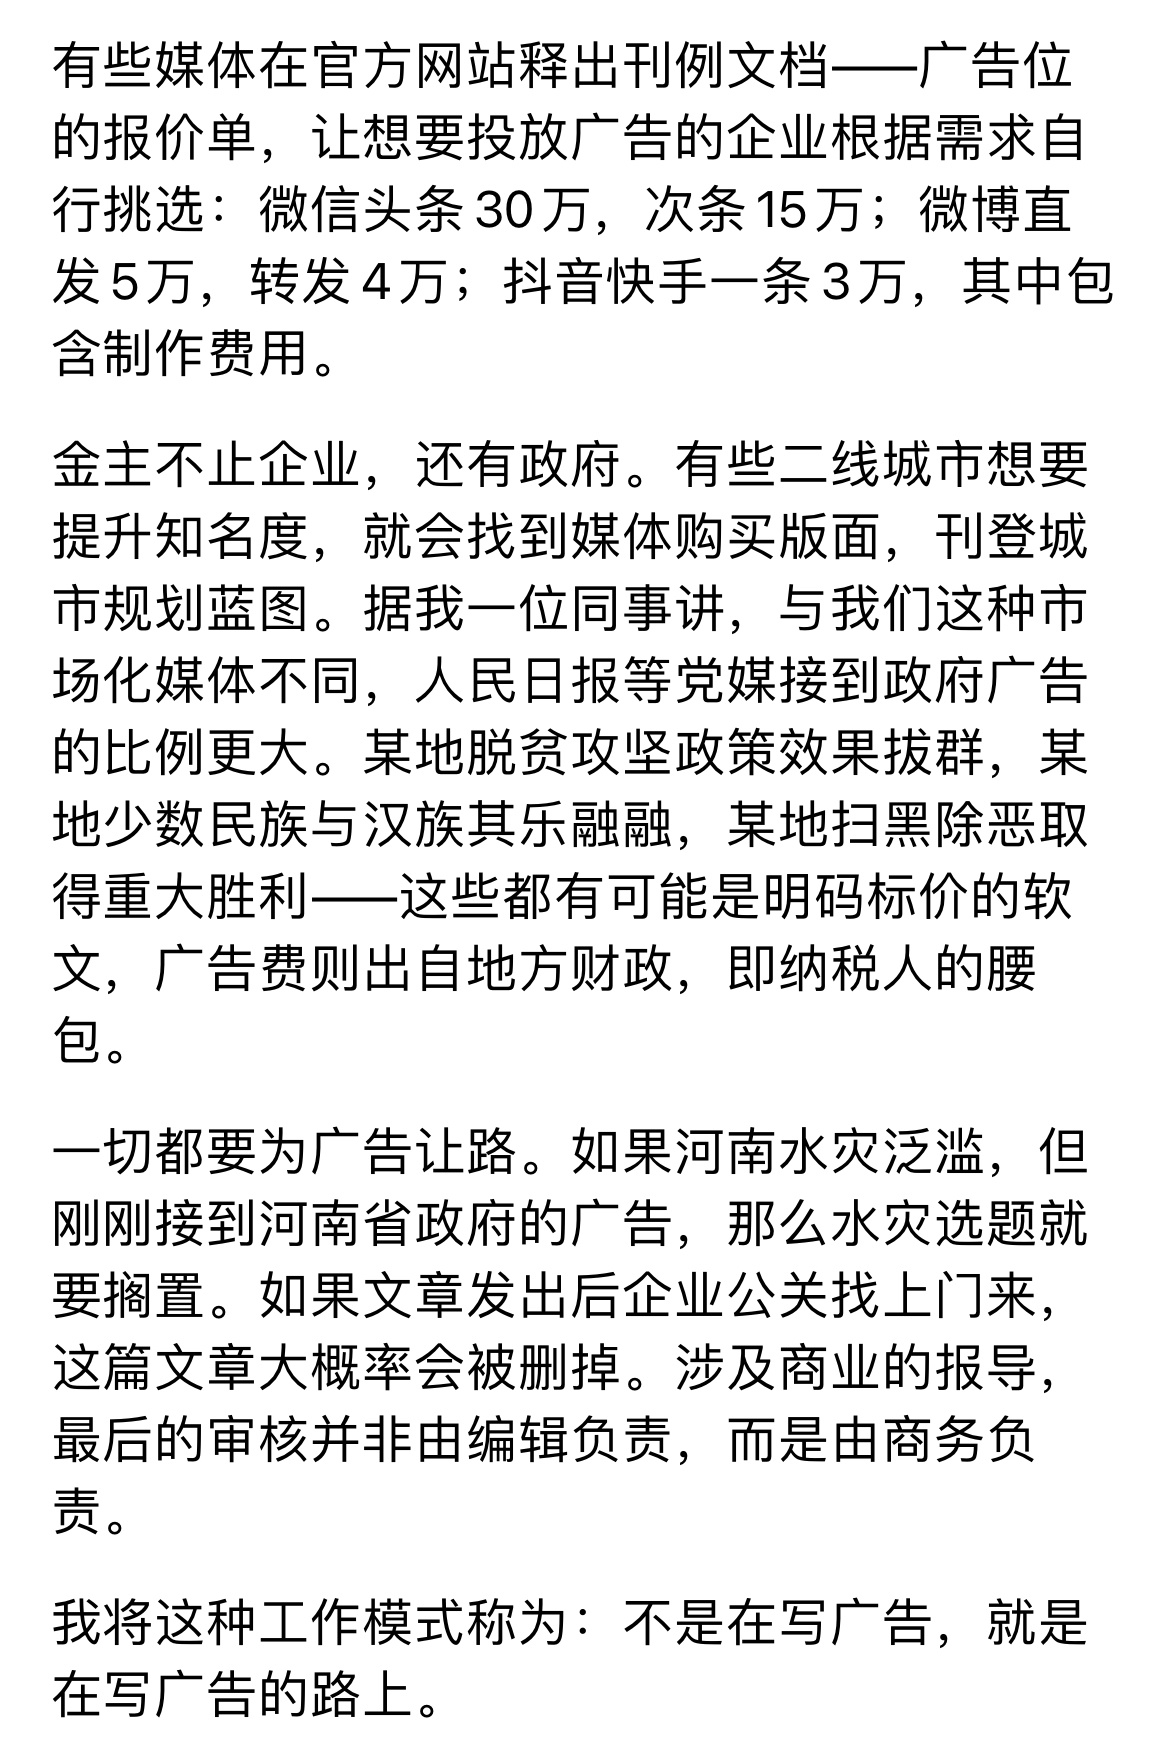 有些媒体在官方网站释出刊例文档——广告位
的报价单，让想要投放广告的企业根据需求自
行挑选：微信头条 30 万，次条 15 万；微博直
发 5 万，转发 4 万；抖音快手一条 3 万，其中包
含制作费用。
金主不止企业，还有政府。有些二线城市想要
提升知名度，就会找到媒体购买版面，刊登城
市规划蓝图。据我一位同事讲，与我们这种市
场化媒体不同，人民日报等党媒接到政府广告
的比例更大。某地脱贫攻坚政策效果拔群，某
地少数民族与汉族其乐融融，某地扫黑除恶取
得重大胜利——这些都有可能是明码标价的软
文，广告费则出自地方财政，即纳税人的腰
包。
一切都要为广告让路。如果河南水灾泛滥，但
刚刚接到河南省政府的广告，那么水灾选题就
要搁置。如果文章发出后企业公关找上门来，
这篇文章大概率会被删掉。涉及商业的报导，
最后的审核并非由编辑负责，而是由商务负
责。
我将这种工作模式称为：不是在写广告，就是
在写广告的路上。